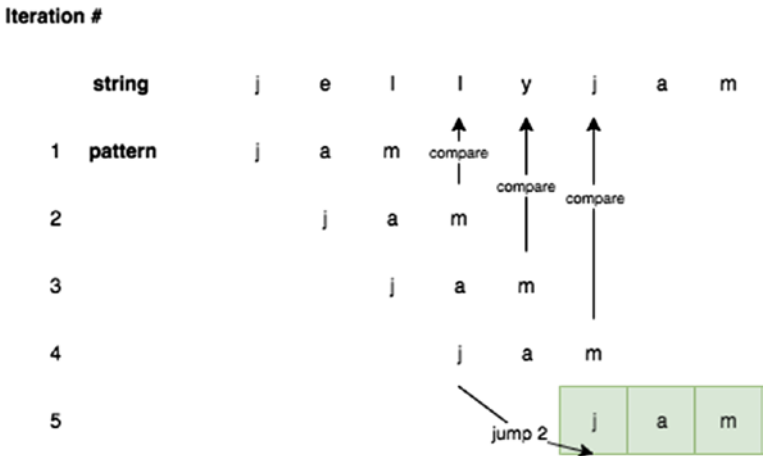 Iteration #
string j e l l y j a m
1 pattern j a m compare
compare
compare
2 j a m
3 j a m
4 j a m
5 j a m
jump 2